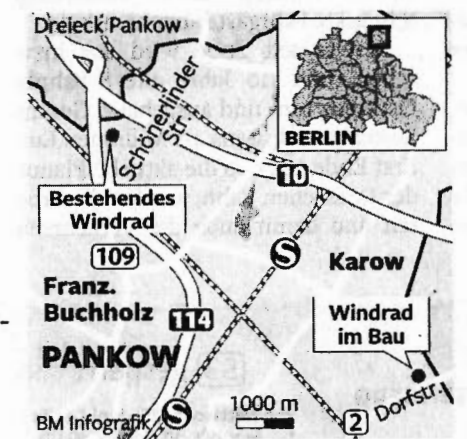 Dreieck Pankow
Schönerlinder
Str.
BERLIN
10
Bestehendes
Windrad
109
S
Karow
Franz.
Buchholz
114
Windrad
im Bau
PANKOW
1000 m
Dorfstr.
BM Infografik
S
2